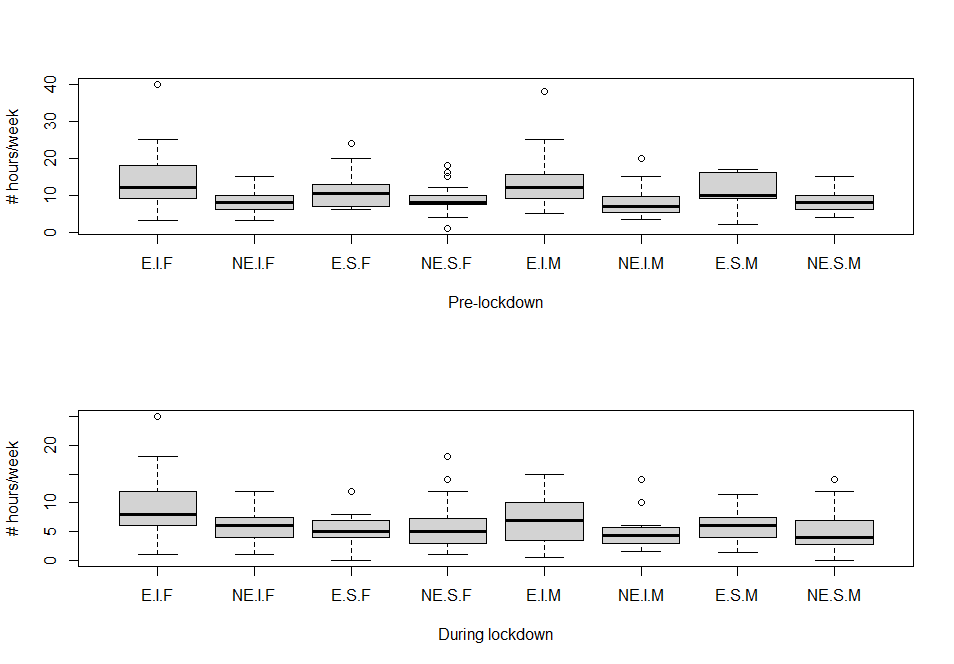 # hours/week
40
30
20
10
0
E.I.F NE.I.F E.S.F NE.S.F E.I.M NE.I.M E.S.M NE.S.M
Pre-lockdown
# hours/week
20
10
5
0
E.I.F NE.I.F E.S.F NE.S.F E.I.M NE.I.M E.S.M NE.S.M
During lockdown